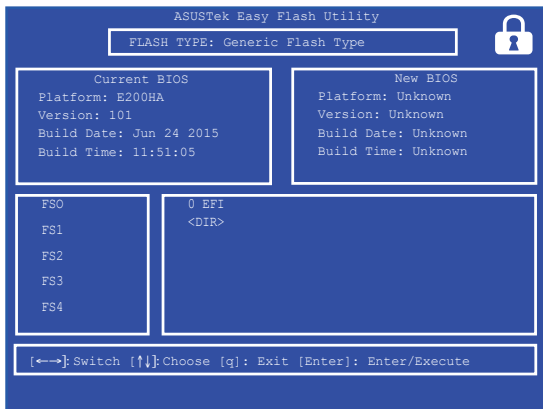 ASUSTek Easy Flash Utility
FLASH TYPE: Generic Flash Type
Current BIOS
Platform: E200HA
Version: 101
Build Date: Jun 24 2015
Build Time: 11:51:05
New BIOS
Platform: Unknown
Version: Unknown
Build Date: Unknown
Build Time: Unknown
FSO
FS1
FS2
FS3
FS4
0 EFI
<DIR>
[←→]: Switch [↑↓]: Choose [q]: Exit [Enter]: Enter/Execute